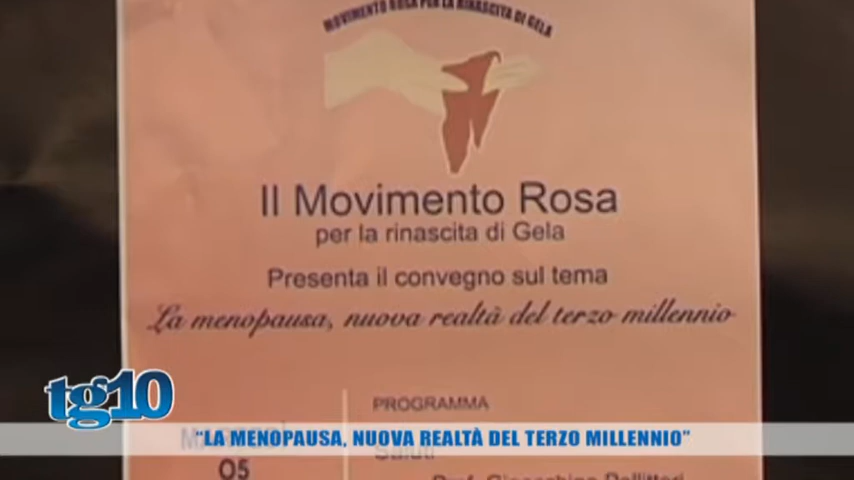 MOVIMENTO ROSA PER LA RINASCITA DI GELA
Il Movimento Rosa
per la rinascita di Gela
Presenta il convegno sul tema
La menopausa, nuova realtà del terzo millennio
PROGRAMMA
tg10
"LA MENOPAUSA, NUOVA REALTÀ DEL TERZO MILLENNIO"
Saluti
05